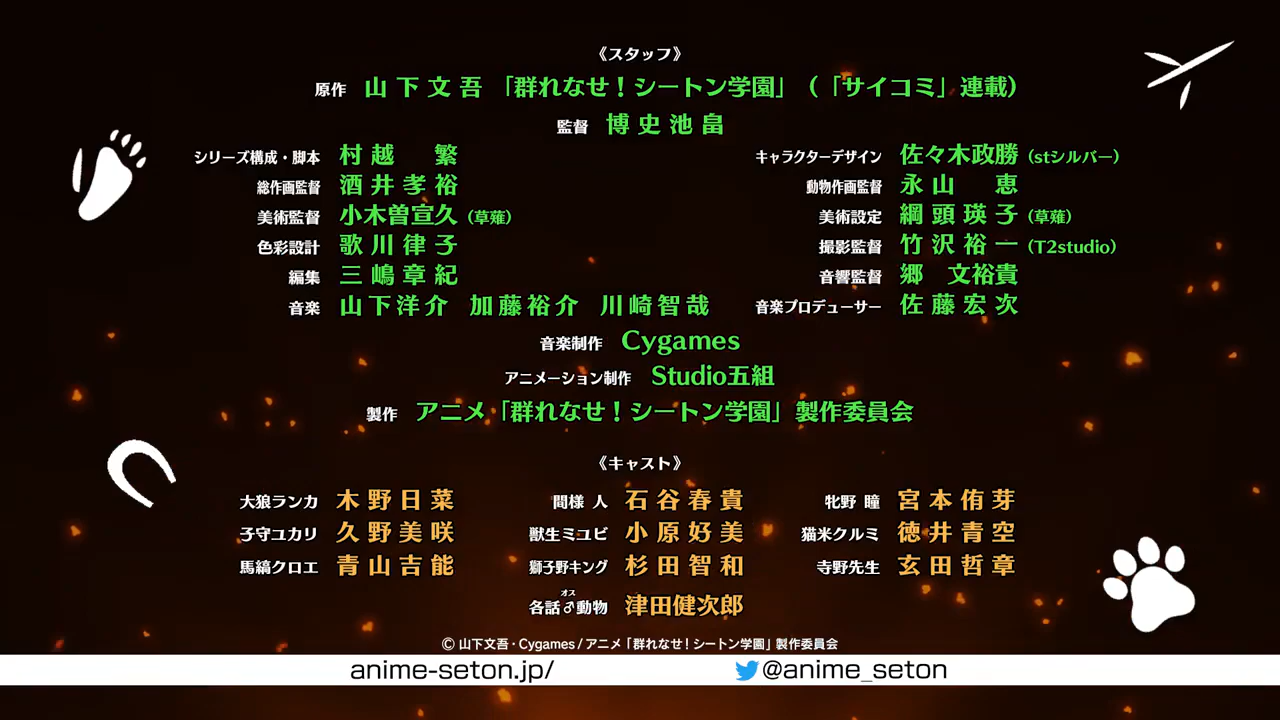 《スタッフ》
原作 山下文吾「群れなせ！シートン学園」（「サイコミ」連載）
監督 博史池畠
シリーズ構成・脚本 村越 繁 キャラクターデザイン 佐々木政勝（stシルバー）
総作画監督 酒井孝裕 動物作画監督 永山 恵
美術監督 小木曽宣久（草薙） 美術設定 綱頭瑛子（草薙）
色彩設計 歌川律子 撮影監督 竹沢裕一（T2studio）
編集 三嶋章紀 音響監督 郷 文裕貴
音楽 山下洋介 加藤裕介 川崎智哉 音楽プロデューサー 佐藤宏次
音楽制作 Cygames
アニメーション制作 Studio五組
製作 アニメ「群れなせ！シートン学園」製作委員会
《キャスト》
大狼ランカ 木野日菜 間様 人 石谷春貴 牝野 瞳 宮本侑芽
子守ユカリ 久野美咲 獣生ミユビ 小原好美 猫米クルミ 徳井青空
馬縞クロエ 青山吉能 獅子野キング 杉田智和 寺野先生 玄田哲章
オス
各話♂動物 津田健次郎
© 山下文吾・Cygames / アニメ「群れなせ！シートン学園」製作委員会
anime-seton.jp/ @anime_seton